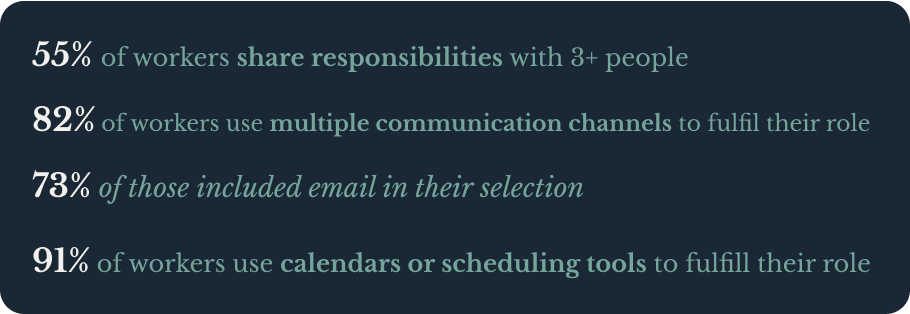 55% of workers share responsibilities with 3+ people
82% of workers use multiple communication channels to fulfil their role
73% of those included email in their selection
91% of workers use calendars or scheduling tools to fulfill their role